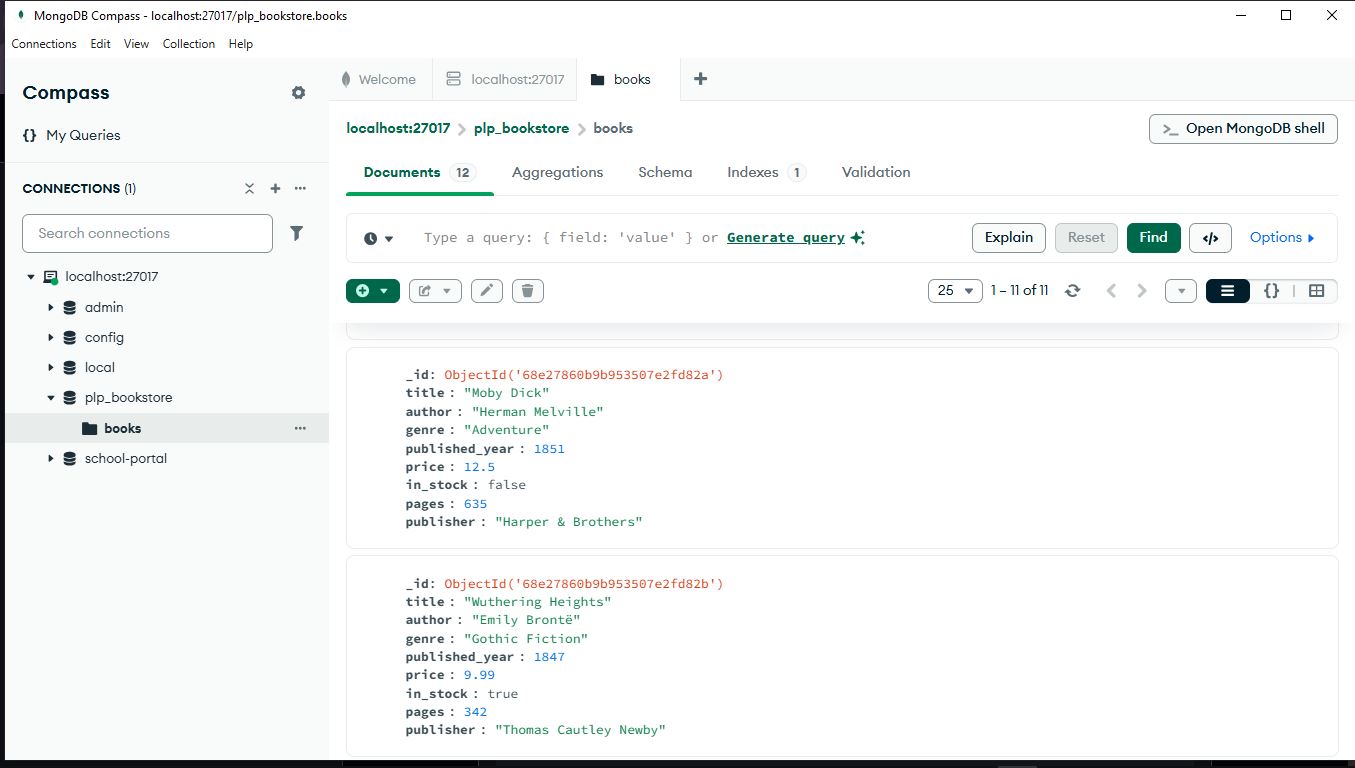 MongoDB Compass - localhost:27017/plp_bookstore.books
Connections Edit View Collection Help
Compass
{} My Queries
CONNECTIONS (1)
Search connections
localhost:27017
admin
config
local
plp_bookstore
books
school-portal
Welcome localhost:27017 books
localhost:27017 > plp_bookstore > books
>_ Open MongoDB shell
Documents 12 Aggregations Schema Indexes 1 Validation
Type a query: { field: 'value' } or Generate query
Explain Reset Find </> Options
25 1 – 11 of 11 {}
_id: ObjectId('68e27860b9b953507e2fd82a')
title : "Moby Dick"
author : "Herman Melville"
genre : "Adventure"
published_year : 1851
price : 12.5
in_stock : false
pages : 635
publisher : "Harper & Brothers"
_id: ObjectId('68e27860b9b953507e2fd82b')
title : "Wuthering Heights"
author : "Emily Brontë"
genre : "Gothic Fiction"
published_year : 1847
price : 9.99
in_stock : true
pages : 342
publisher : "Thomas Cautley Newby"